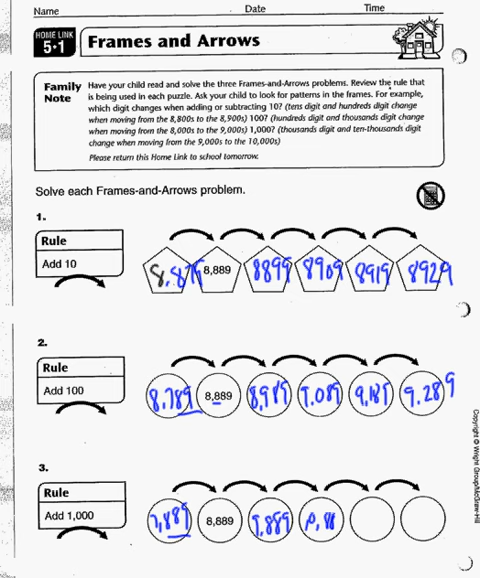 Name Date Time
HOME LINK
5•1
Frames and Arrows
Family Note
Have your child read and solve the three Frames-and-Arrows problems. Review the rule that
is being used in each puzzle. Ask your child to look for patterns in the frames. For example,
which digit changes when adding or subtracting 10? (tens digit and hundreds digit change
when moving from the 8,800s to the 8,900s) 100? (hundreds digit and thousands digit change
when moving from the 8,000s to the 9,000s) 1,000? (thousands digit and ten-thousands digit
change when moving from the 9,000s to the 10,000s)
Please return this Home Link to school tomorrow.
Solve each Frames-and-Arrows problem.
1.
Rule
Add 10
8,879 8,889 8899 8909 8919 8929
2.
Rule
Add 100
8,789 8,889 8,989 9.089 9,189 9.289
3.
Rule
Add 1,000
7,889 8,889 9,889
Copyright © Wright Group/McGraw-Hill